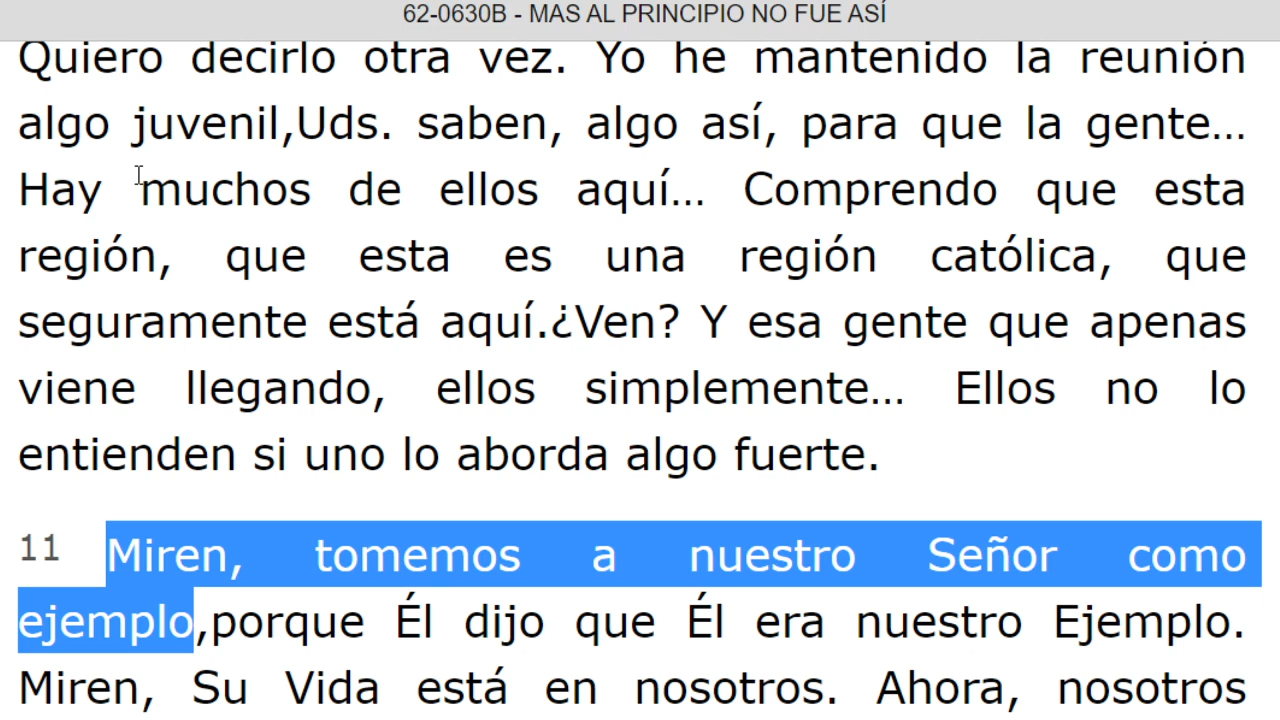 62-0630B - MAS AL PRINCIPIO NO FUE ASÍ
Quiero decirlo otra vez. Yo he mantenido la reunión
algo juvenil,Uds. saben, algo así, para que la gente…
Hay muchos de ellos aquí… Comprendo que esta
región, que esta es una región católica, que
seguramente está aquí.¿Ven? Y esa gente que apenas
viene llegando, ellos simplemente… Ellos no lo
entienden si uno lo aborda algo fuerte.
11 Miren, tomemos a nuestro Señor como
ejemplo,porque Él dijo que Él era nuestro Ejemplo.
Miren, Su Vida está en nosotros. Ahora, nosotros